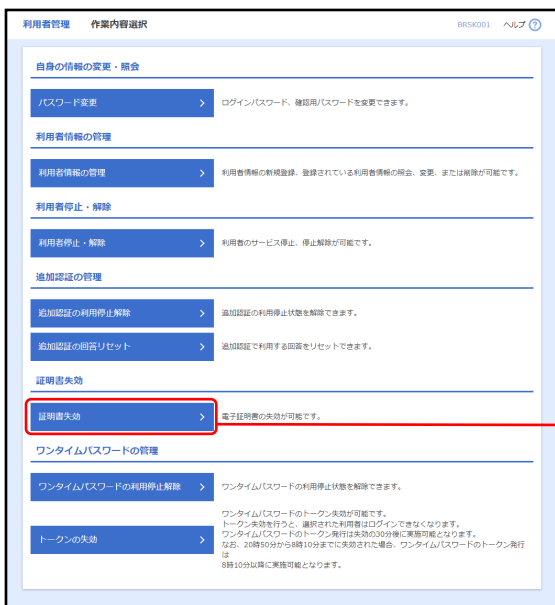 利用者管理 作業内容選択 BRSK001 ヘルプ ?
自身の情報の変更・照会
パスワード変更 > ログインパスワード、確認用パスワードを変更できます。
利用者情報の管理
利用者情報の管理 > 利用者情報の新規登録、登録されている利用者情報の照会、変更、または削除が可能です。
利用者停止・解除
利用者停止・解除 > 利用者のサービス停止、停止解除が可能です。
追加認証の管理
追加認証の利用停止解除 > 追加認証の利用停止状態を解除できます。
追加認証の回答リセット > 追加認証で利用する回答をリセットできます。
証明書失効
証明書失効 > 電子証明書の失効が可能です。
ワンタイムパスワードの管理
ワンタイムパスワードの利用停止解除 > ワンタイムパスワードの利用停止状態を解除できます。
トークンの失効 >
ワンタイムパスワードのトークン失効が可能です。
トークン失効を行うと、選択された利用者はログインできなくなります。
ワンタイムパスワードのトークン発行は失効の30分後に実施可能となります。
なお、20時50分から8時10分までに失効された場合、ワンタイムパスワードのトークン発行
は
8時10分以降に実施可能となります。